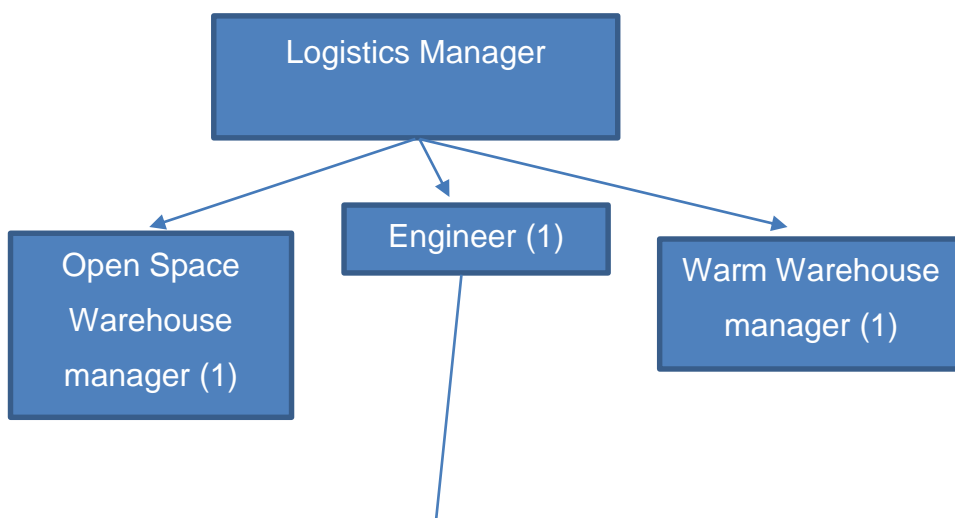 Logistics Manager
Open Space
Warehouse
manager (1)
Engineer (1)
Warm Warehouse
manager (1)